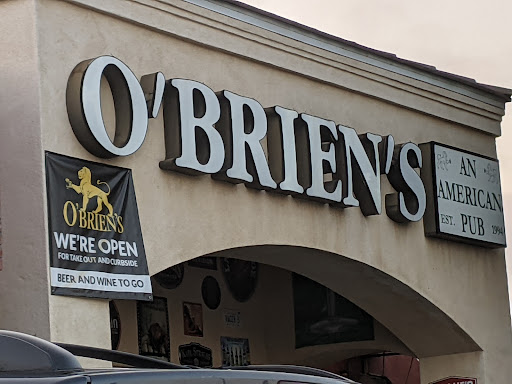 O'BRIEN'S
AN
AMERICAN
PUB
EST. 1994
O'BRIEN'S
WE'RE OPEN
FOR TAKE OUT AND CURBSIDE
BEER AND WINE TO GO